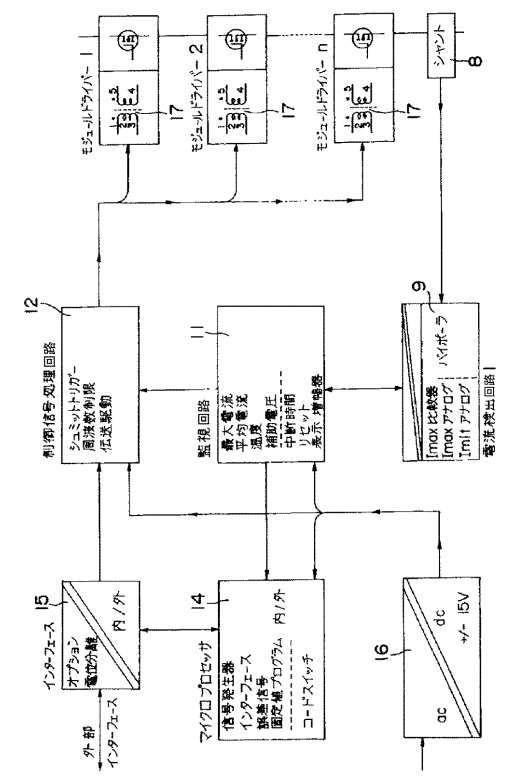 外部
インターフェース
インターフェース
15
オプション
電位分離
内/外
制御信号処理回路
12
シュミットトリガー
周波数制限
伝送駆動
モジュールドライバー 1
17
モジュールドライバー 2
17
モジュールドライバー n
17
マイクロプロセッサ
14
信号発生器
インターフェース
誤差信号
固定値プログラム 内/外
コードスイッチ
監視回路
11
最大電流
平均電流
温度
補助電圧
中断時間
リセット
表示増幅器
シャント
8
16
ac
dc
+/- 15V
9
Imax 比較器
Imax アナログ
Imit アナログ
バイポーラ
電流検出回路